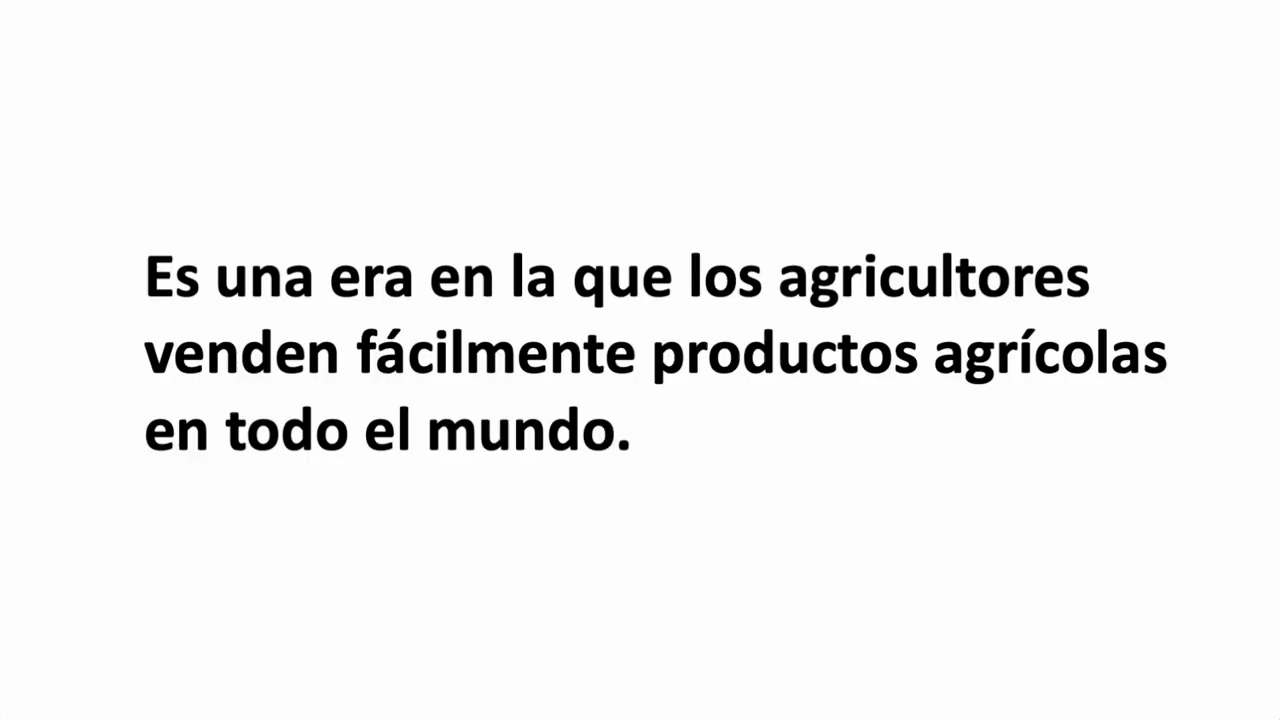 Es una era en la que los agricultores
venden fácilmente productos agrícolas
en todo el mundo.